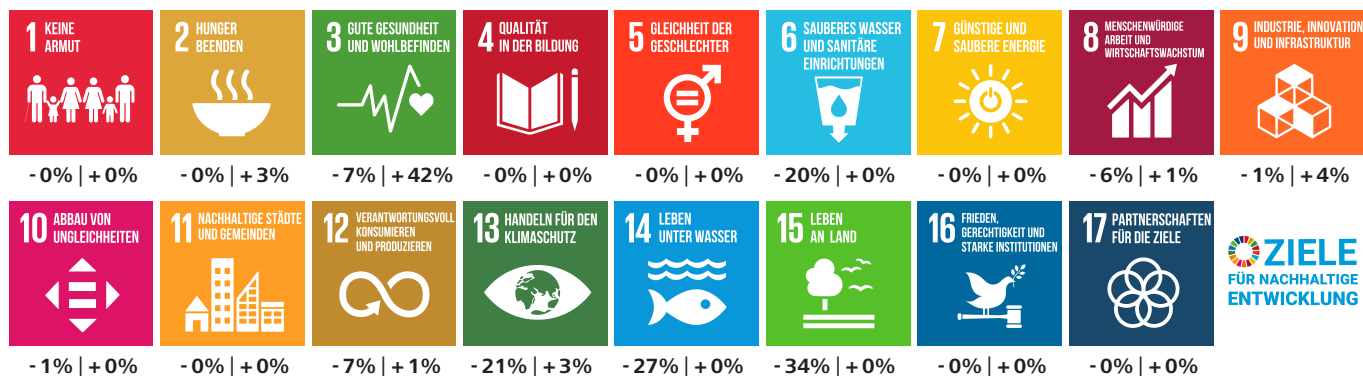 1 KEINE
ARMUT
2 HUNGER
BEENDEN
3 GUTE GESUNDHEIT
UND WOHLBEFINDEN
4 QUALITÄT
IN DER BILDUNG
5 GLEICHHEIT DER
GESCHLECHTER
6 SAUBERES WASSER
UND SANITÄRE
EINRICHTUNGEN
7 GÜNSTIGE UND
SAUBERE ENERGIE
8 MENSCHENWÜRDIGE
ARBEIT UND
WIRTSCHAFTSWACHSTUM
9 INDUSTRIE, INNOVATION
UND INFRASTRUKTUR
-0% | +0%
-0% | +3%
-7% | +42%
-0% | +0%
-0% | +0%
-20% | +0%
-0% | +0%
-6% | +1%
-1% | +4%
10 ABBAU VON
UNGLEICHHEITEN
11 NACHHALTIGE STÄDTE
UND GEMEINDEN
12 VERANTWORTUNGSVOLL
KONSUMIEREN
UND PRODUZIEREN
13 HANDELN FÜR DEN
KLIMASCHUTZ
14 LEBEN
UNTER WASSER
15 LEBEN
AN LAND
16 FRIEDEN,
GERECHTIGKEIT UND
STARKE INSTITUTIONEN
17 PARTNERSCHAFTEN
FÜR DIE ZIELE
ZIELE
FÜR NACHHALTIGE
ENTWICKLUNG
-1% | +0%
-0% | +0%
-7% | +1%
-21% | +3%
-27% | +0%
-34% | +0%
-0% | +0%
-0% | +0%